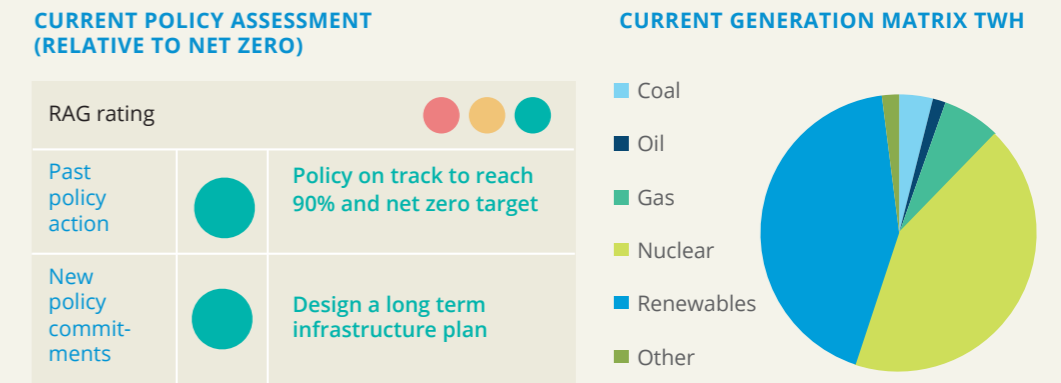 CURRENT POLICY ASSESSMENT
(RELATIVE TO NET ZERO)
RAG rating
Past
policy
action
Policy on track to reach
90% and net zero target
New
policy
commit-
ments
Design a long term
infrastructure plan
CURRENT GENERATION MATRIX TWH
Coal
Oil
Gas
Nuclear
Renewables
Other